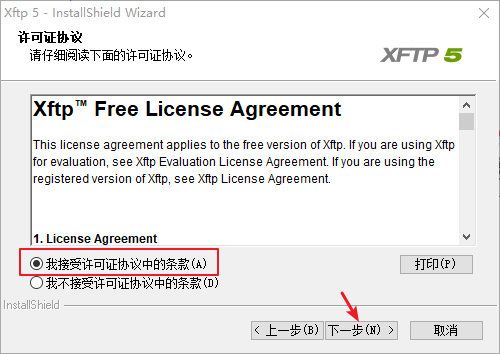 Xftp 5 - InstallShield Wizard
许可证协议
请仔细阅读下面的许可证协议。
XFTP 5
Xftp™ Free License Agreement
This license agreement applies to the free version of Xftp. If you are using Xftp
for evaluation, see Xftp Evaluation License Agreement. If you are using the
registered version of Xftp, see Xftp License Agreement.
1. License Agreement
我接受许可证协议中的条款(A)
打印(P)
我不接受许可证协议中的条款(D)
InstallShield
< 上一步(B)
下一步(N) >
取消